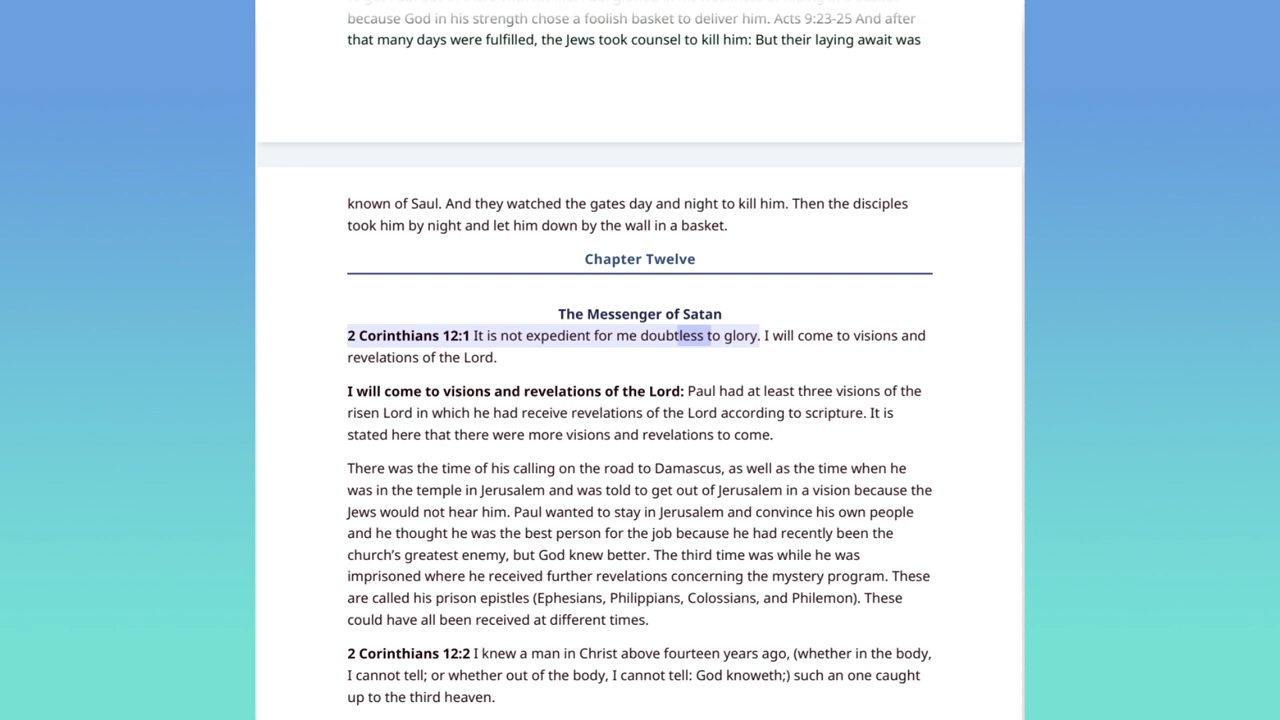 because God in his strength chose a foolish basket to deliver him. Acts 9:23-25 And after
that many days were fulfilled, the Jews took counsel to kill him: But their laying await was
known of Saul. And they watched the gates day and night to kill him. Then the disciples
took him by night and let him down by the wall in a basket.
Chapter Twelve
The Messenger of Satan
2 Corinthians 12:1 It is not expedient for me doubtless to glory. I will come to visions and
revelations of the Lord.
I will come to visions and revelations of the Lord: Paul had at least three visions of the
risen Lord in which he had receive revelations of the Lord according to scripture. It is
stated here that there were more visions and revelations to come.
There was the time of his calling on the road to Damascus, as well as the time when he
was in the temple in Jerusalem and was told to get out of Jerusalem in a vision because the
Jews would not hear him. Paul wanted to stay in Jerusalem and convince his own people
and he thought he was the best person for the job because he had recently been the
church's greatest enemy, but God knew better. The third time was while he was
imprisoned where he received further revelations concerning the mystery program. These
are called his prison epistles (Ephesians, Philippians, Colossians, and Philemon). These
could have all been received at different times.
2 Corinthians 12:2 I knew a man in Christ above fourteen years ago, (whether in the body,
I cannot tell; or whether out of the body, I cannot tell: God knoweth;) such an one caught
up to the third heaven.